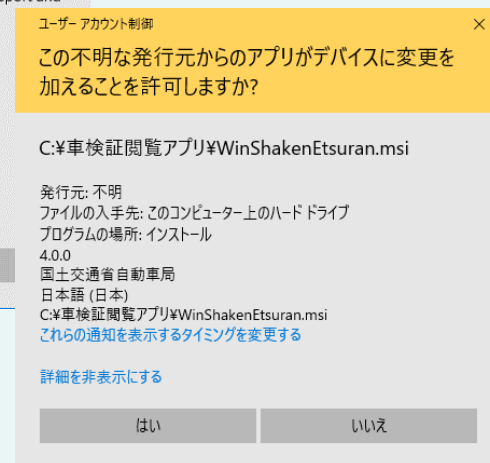 ユーザー アカウント制御
この不明な発行元からのアプリがデバイスに変更を
加えることを許可しますか?
C:¥車検証閲覧アプリ¥WinShakenEtsuran.msi
発行元: 不明
ファイルの入手先: このコンピューター上のハード ドライブ
プログラムの場所: インストール
4.0.0
国土交通省自動車局
日本語 (日本)
C:¥車検証閲覧アプリ¥WinShakenEtsuran.msi
これらの通知を表示するタイミングを変更する
詳細を非表示にする
はい
いいえ